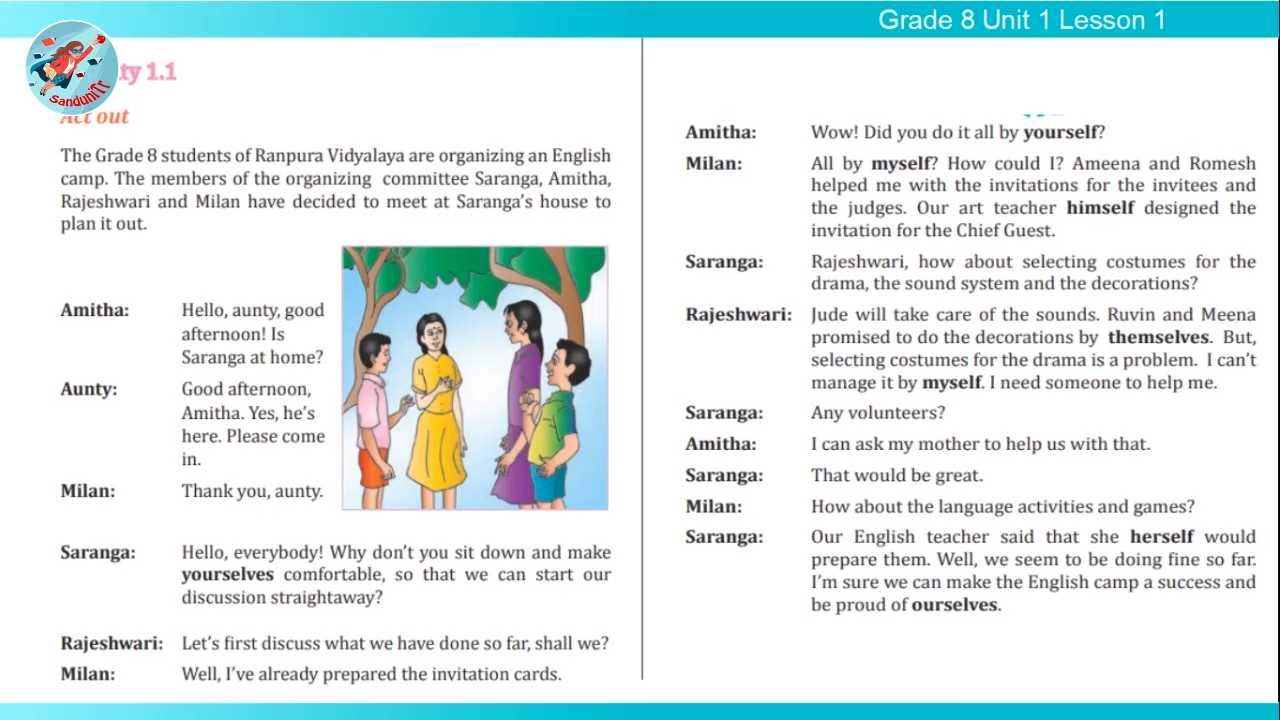 Grade 8 Unit 1 Lesson 1
SanduniTr
ty 1.1
Act out
The Grade 8 students of Ranpura Vidyalaya are organizing an English
camp. The members of the organizing committee Saranga, Amitha,
Rajeshwari and Milan have decided to meet at Saranga's house to
plan it out.
Amitha: Hello, aunty, good
afternoon! Is
Saranga at home?
Aunty: Good afternoon,
Amitha. Yes, he's
here. Please come
in.
Milan: Thank you, aunty.
Saranga: Hello, everybody! Why don't you sit down and make
yourselves comfortable, so that we can start our
discussion straightaway?
Rajeshwari: Let's first discuss what we have done so far, shall we?
Milan: Well, I've already prepared the invitation cards.
Amitha: Wow! Did you do it all by yourself?
Milan: All by myself? How could I? Ameena and Romesh
helped me with the invitations for the invitees and
the judges. Our art teacher himself designed the
invitation for the Chief Guest.
Saranga: Rajeshwari, how about selecting costumes for the
drama, the sound system and the decorations?
Rajeshwari: Jude will take care of the sounds. Ruvin and Meena
promised to do the decorations by themselves. But,
selecting costumes for the drama is a problem. I can't
manage it by myself. I need someone to help me.
Saranga: Any volunteers?
Amitha: I can ask my mother to help us with that.
Saranga: That would be great.
Milan: How about the language activities and games?
Saranga: Our English teacher said that she herself would
prepare them. Well, we seem to be doing fine so far.
I'm sure we can make the English camp a success and
be proud of ourselves.